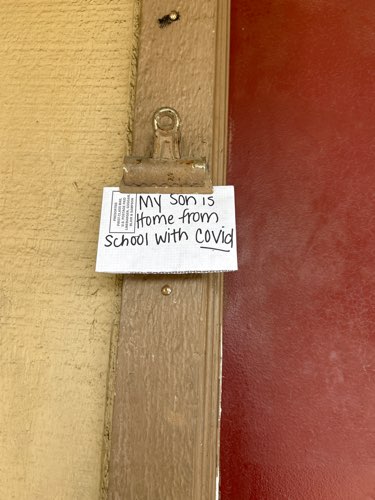 My Son is
Home from
School with Covid